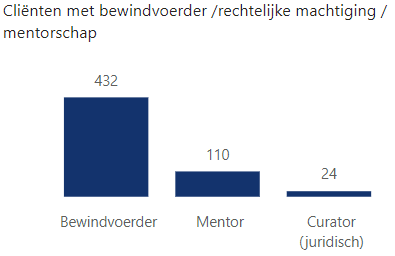 Cliënten met bewindvoerder /rechtelijke machtiging /
mentorschap
432
110
24
Bewindvoerder
Mentor
Curator
(juridisch)